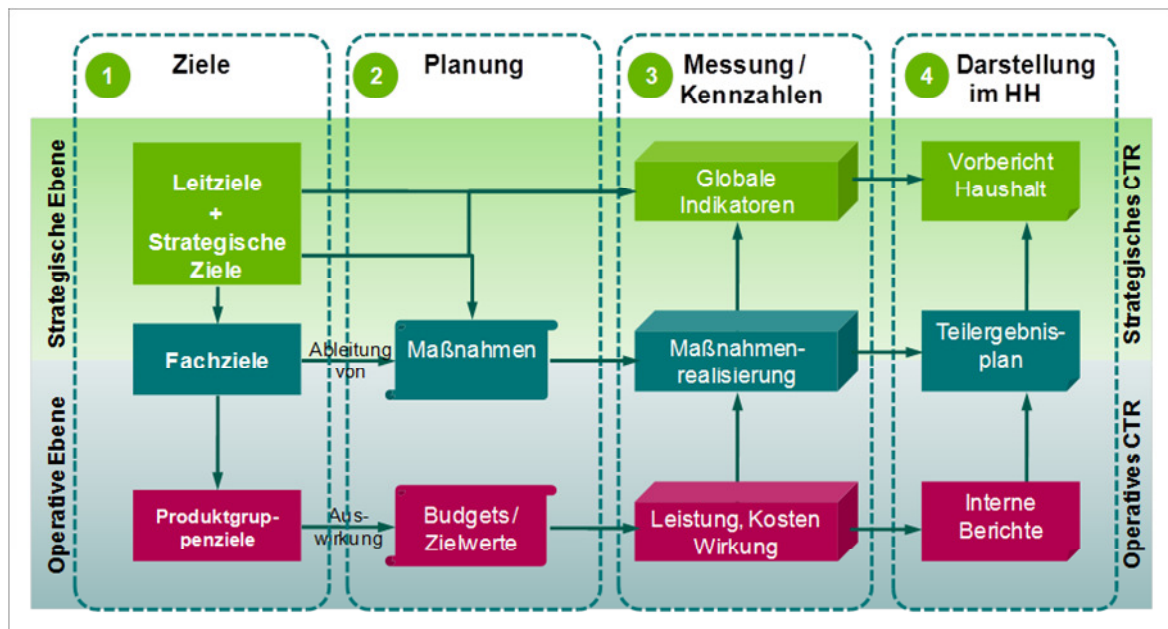 1
Ziele
2
Planung
3
Messung /
Kennzahlen
4
Darstellung
im HH
Strategische Ebene
Leitziele
+
Strategische
Ziele
Globale
Indikatoren
Vorbericht
Haushalt
Strategisches CTR
Fachziele
Ableitung
von
Maßnahmen
Maßnahmen-
realisierung
Teilergebnis-
plan
Operative Ebene
Produktgrup-
penziele
Aus-
wirkung
Budgets/
Zielwerte
Leistung, Kosten
Wirkung
Interne
Berichte
Operatives CTR